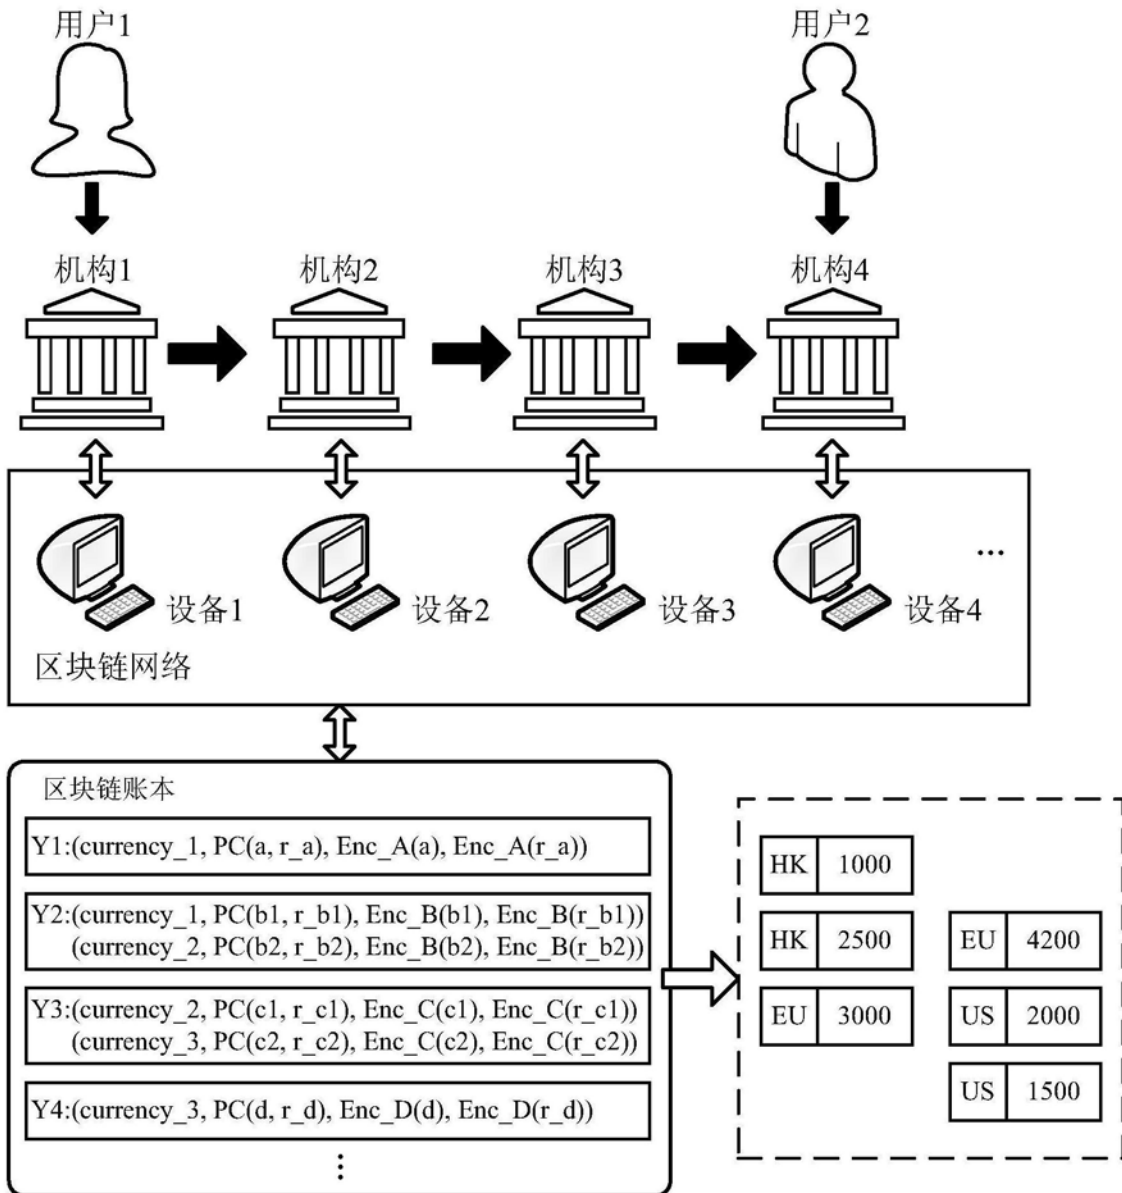 用户1
用户2
机构1
机构2
机构3
机构4
设备1
设备2
设备3
设备4
...
区块链网络
区块链账本
Y1:(currency_1, PC(a, r_a), Enc_A(a), Enc_A(r_a))
Y2:(currency_1, PC(b1, r_b1), Enc_B(b1), Enc_B(r_b1))
(currency_2, PC(b2, r_b2), Enc_B(b2), Enc_B(r_b2))
Y3:(currency_2, PC(c1, r_c1), Enc_C(c1), Enc_C(r_c1))
(currency_3, PC(c2, r_c2), Enc_C(c2), Enc_C(r_c2))
Y4:(currency_3, PC(d, r_d), Enc_D(d), Enc_D(r_d))
⋮
HK 1000
HK 2500
EU 4200
EU 3000
US 2000
US 1500